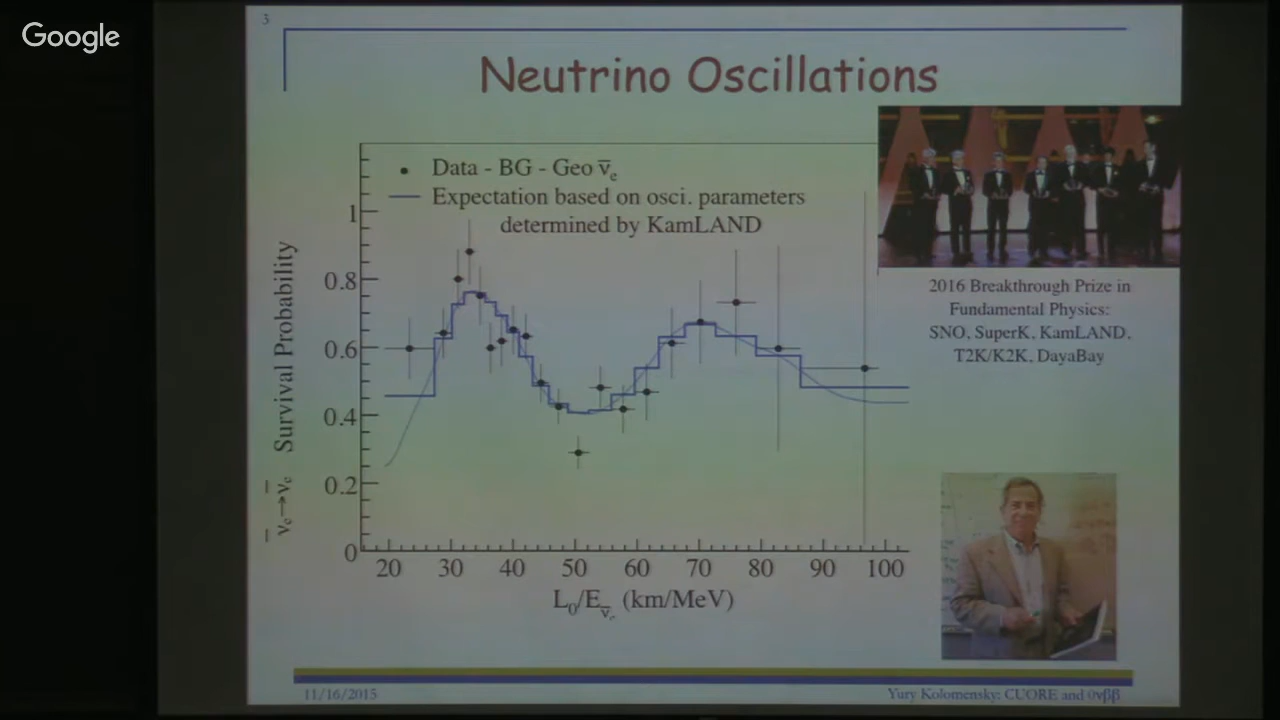 3
Google
Neutrino Oscillations
Data - BG - Geo ν̅e
Expectation based on osci. parameters
determined by KamLAND
ν̅e→ν̅e Survival Probability
1
0.8
0.6
0.4
0.2
0
20 30 40 50 60 70 80 90 100
L0/Eν̅e (km/MeV)
2016 Breakthrough Prize in
Fundamental Physics:
SNO, SuperK, KamLAND,
T2K/K2K, DayaBay
11/16/2015
Yury Kolomensky: CUORE and 0νββ